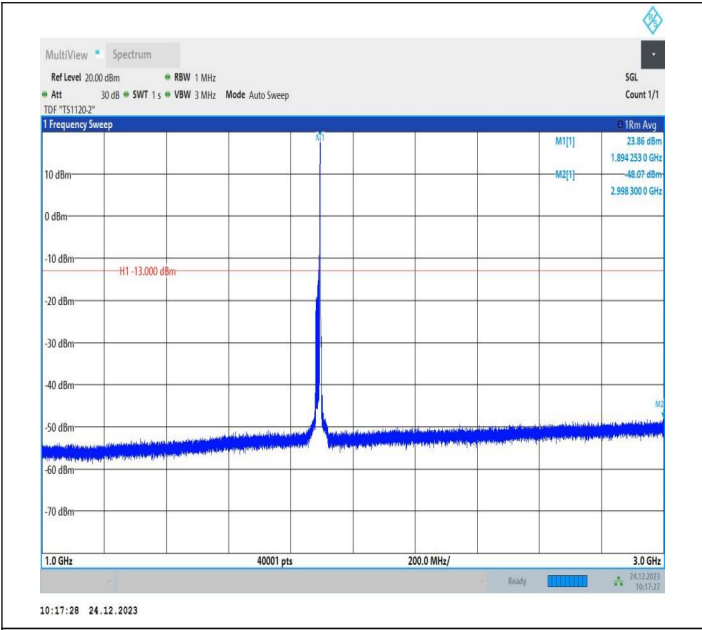 MultiView Spectrum
Ref Level 20.00 dBm RBW 1 MHz SGL
Att 30 dB SWT 1 s VBW 3 MHz Mode Auto Sweep Count 1/1
TDF "TS1120-2"
1 Frequency Sweep 1Rm Avg
M1
M1[1] 23.86 dBm
1.894 253 0 GHz
10 dBm
M2[1] -48.07 dBm
2.998 300 0 GHz
0 dBm
-10 dBm
H1 -13.000 dBm
-20 dBm
-30 dBm
-40 dBm
M2
-50 dBm
-60 dBm
-70 dBm
1.0 GHz 40001 pts 200.0 MHz/ 3.0 GHz
Ready 24.12.2023
10:17:27
10:17:28 24.12.2023